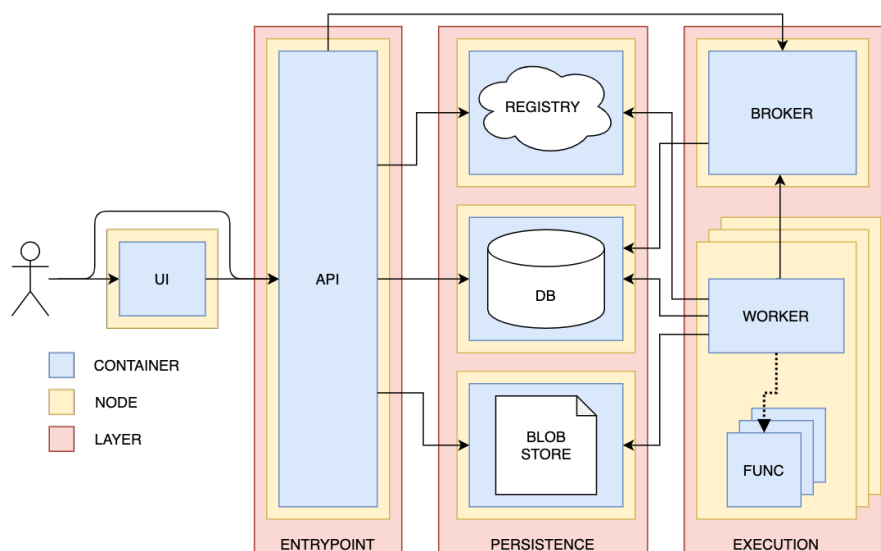 REGISTRY
BROKER
UI
API
DB
WORKER
CONTAINER
NODE
LAYER
BLOB
STORE
FUNC
ENTRYPOINT
PERSISTENCE
EXECUTION